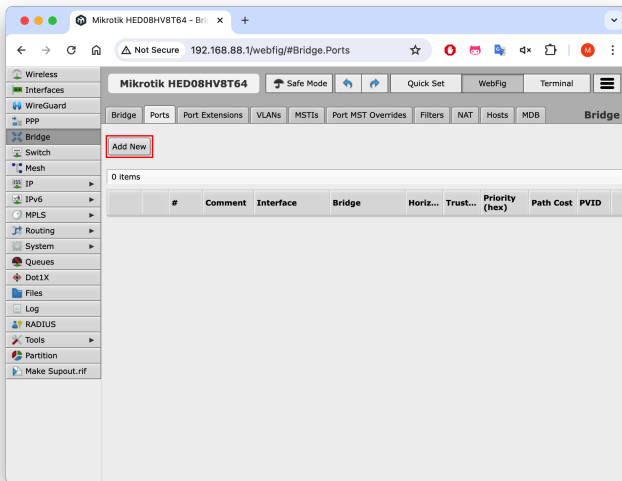 Mikrotik HED08HV8T64 - Bri
Not Secure 192.168.88.1/webfig/#Bridge.Ports M
Wireless
Interfaces
WireGuard
PPP
Bridge
Switch
Mesh
IP
IPv6
MPLS
Routing
System
Queues
Dot1X
Files
Log
RADIUS
Tools
Partition
Make Supout.rif
Mikrotik HED08HV8T64 Safe Mode Quick Set WebFig Terminal
Bridge Ports Port Extensions VLANs MSTIs Port MST Overrides Filters NAT Hosts MDB Bridge
Add New
0 items
# Comment Interface Bridge Horiz... Trust... Priority (hex) Path Cost PVID